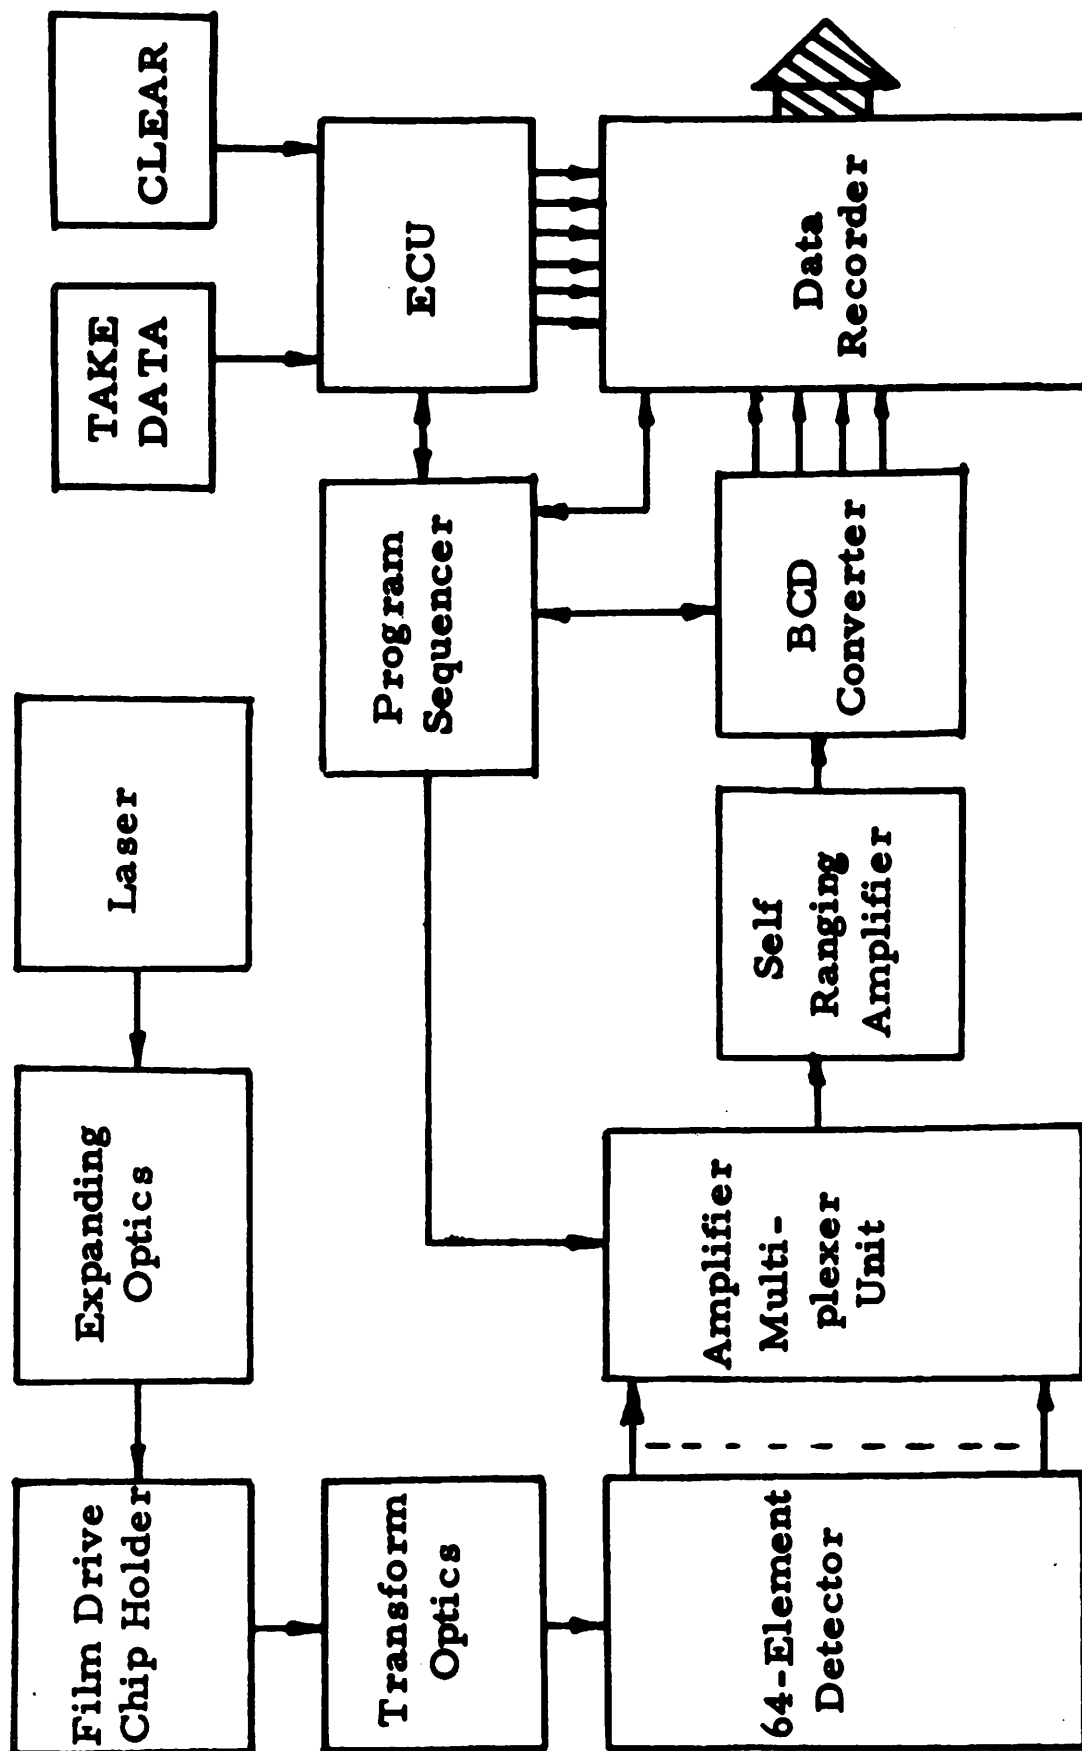 Film Drive
Chip Holder
Expanding
Optics
Laser
TAKE
DATA
CLEAR
Transform
Optics
Program
Sequencer
ECU
64-Element
Detector
Amplifier
Multi-
plexer
Unit
Self
Ranging
Amplifier
BCD
Converter
Data
Recorder